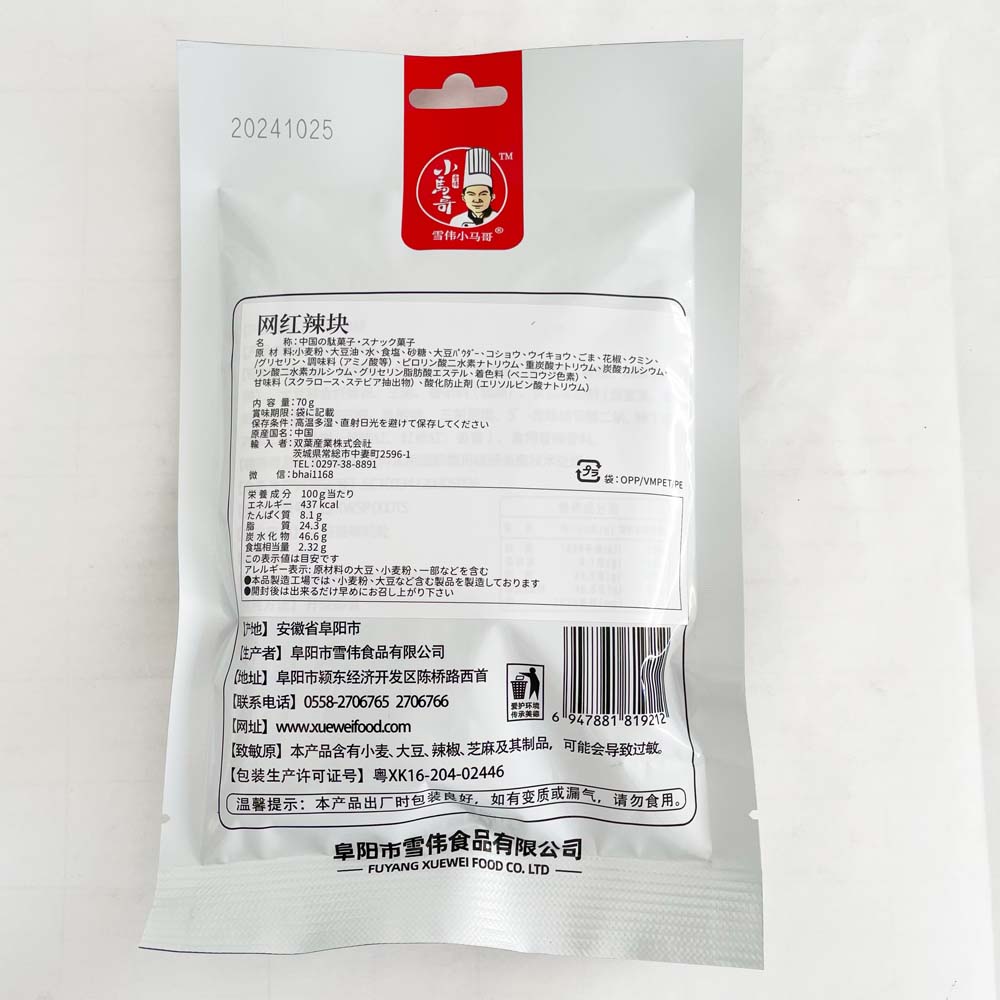 20241025
TM
小馬哥
雪伟小马哥®
网红辣块
名 称:中国の駄菓子・スナック菓子
原 材 料:小麦粉、大豆油、水、食塩、砂糖、大豆パウダー、コショウ、ウイキョウ、ごま、花椒、クミン、
/グリセリン、調味料（アミノ酸等）、ピロリン酸二水素ナトリウム、重炭酸ナトリウム、炭酸カルシウム、
リン酸二水素カルシウム、グリセリン脂肪酸エステル、着色料（ベニコウジ色素）、
甘味料（スクラロース、ステビア抽出物）、酸化防止剤（エリソルビン酸ナトリウム）
内 容 量:70g
賞味期限:袋に記載
保存条件:高温多湿、直射日光を避けて保存してください
原産国名:中国
輸 入 者:双葉産業株式会社
茨城県常総市中妻町2596-1
TEL:0297-38-8891
微 信:bhai1168
プラ 袋:OPP/VMPET/PE
栄養成分 100g当たり
エネルギー 437 kcal
たんぱく質 8.1g
脂 質 24.3g
炭水化物 46.6g
食塩相当量 2.32g
この表示値は目安です
アレルギー表示: 原材料の大豆、小麦粉、一部などを含む
●本品製造工場では、小麦粉、大豆など含む製品を製造しております
●開封後は出来るだけ早めにお召し上がり下さい
【产地】安徽省阜阳市
【生产者】阜阳市雪伟食品有限公司
【地址】阜阳市颍东经济开发区陈桥路西首
【联系电话】0558-2706765 2706766
【网址】www.xueweifood.com
爱护环境
传承美德
6 947881 819212
【致敏原】本产品含有小麦、大豆、辣椒、芝麻及其制品，可能会导致过敏。
【包装生产许可证号】粤XK16-204-02446
温馨提示：本产品出厂时包装良好，如有变质或漏气，请勿食用。
阜阳市雪伟食品有限公司
FUYANG XUEWEI FOOD CO. LTD